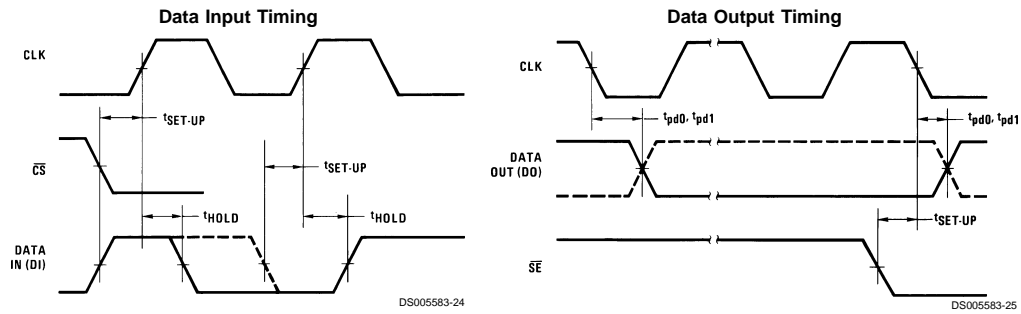 Data Input Timing
CLK
tSET-UP
CS
tSET-UP
tHOLD
tHOLD
DATA
IN (DI)
DS005583-24
Data Output Timing
CLK
tpd0, tpd1
tpd0, tpd1
DATA
OUT (DO)
tSET-UP
SE
DS005583-25